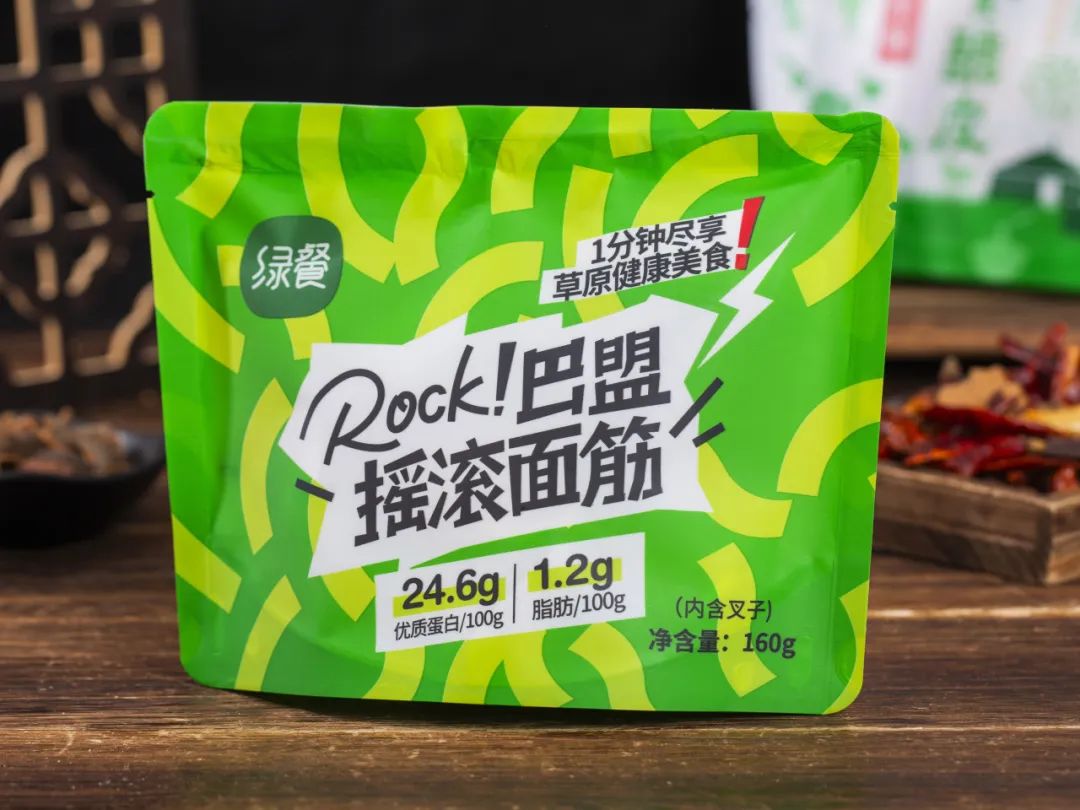 绿餐
1分钟尽享
草原健康美食!
Rock!巴盟
摇滚面筋
24.6g
优质蛋白/100g
1.2g
脂肪/100g
(内含叉子)
净含量：160g